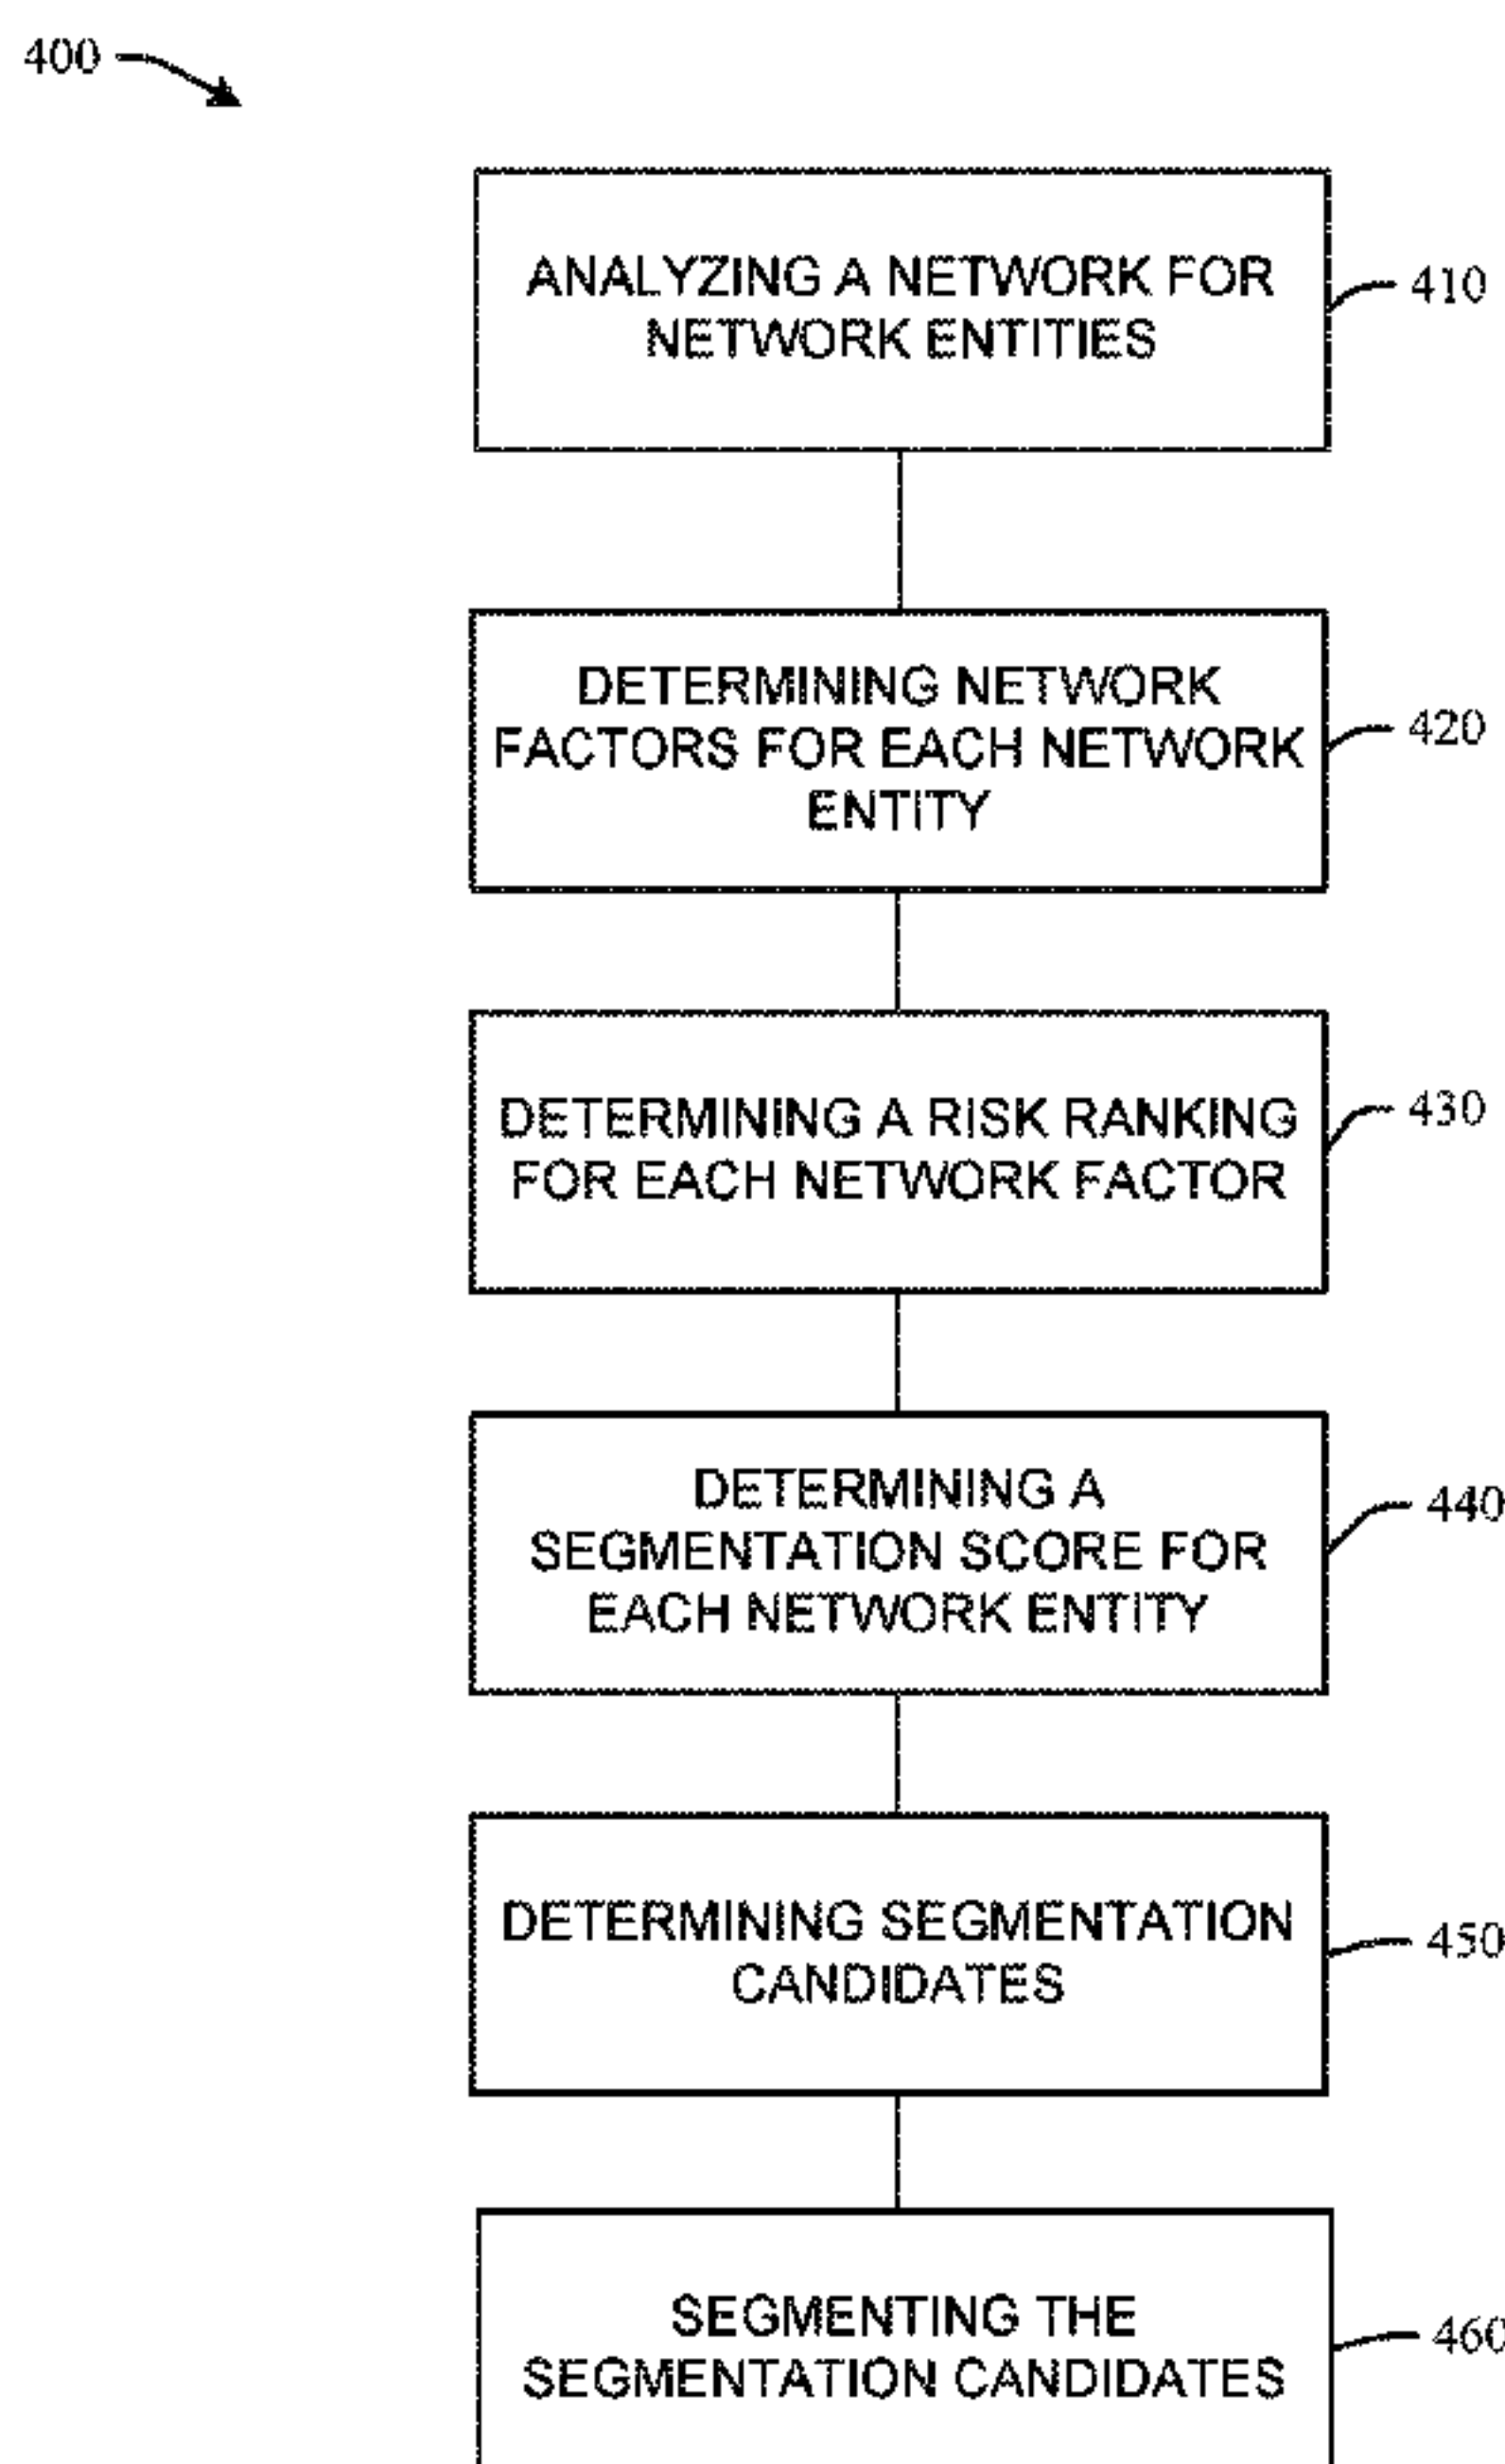 400
ANALYZING A NETWORK FOR
NETWORK ENTITIES
410
DETERMINING NETWORK
FACTORS FOR EACH NETWORK
ENTITY
420
DETERMINING A RISK RANKING
FOR EACH NETWORK FACTOR
430
DETERMINING A
SEGMENTATION SCORE FOR
EACH NETWORK ENTITY
440
DETERMINING SEGMENTATION
CANDIDATES
450
SEGMENTING THE
SEGMENTATION CANDIDATES
460